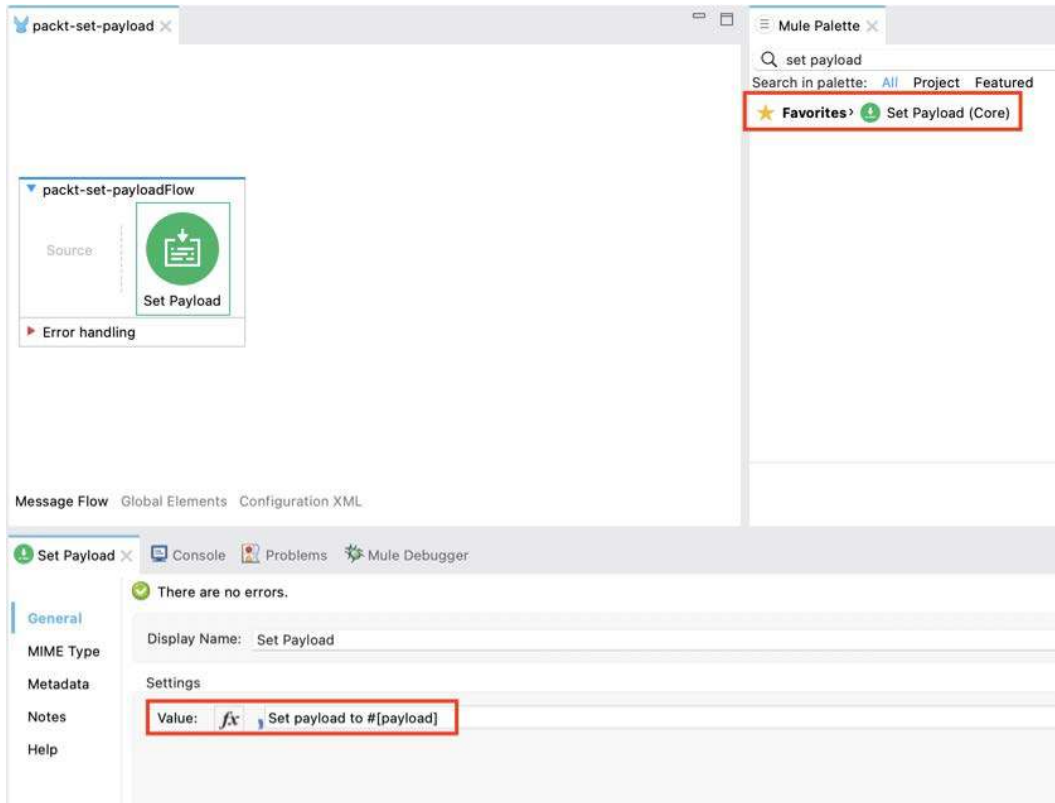 packt-set-payload
Mule Palette
set payload
Search in palette: All Project Featured
Favorites › Set Payload (Core)
packt-set-payloadFlow
Source
Set Payload
Error handling
Message Flow Global Elements Configuration XML
Set Payload Console Problems Mule Debugger
There are no errors.
General
Display Name: Set Payload
MIME Type
Metadata
Settings
Notes
Value: fx Set payload to #[payload]
Help